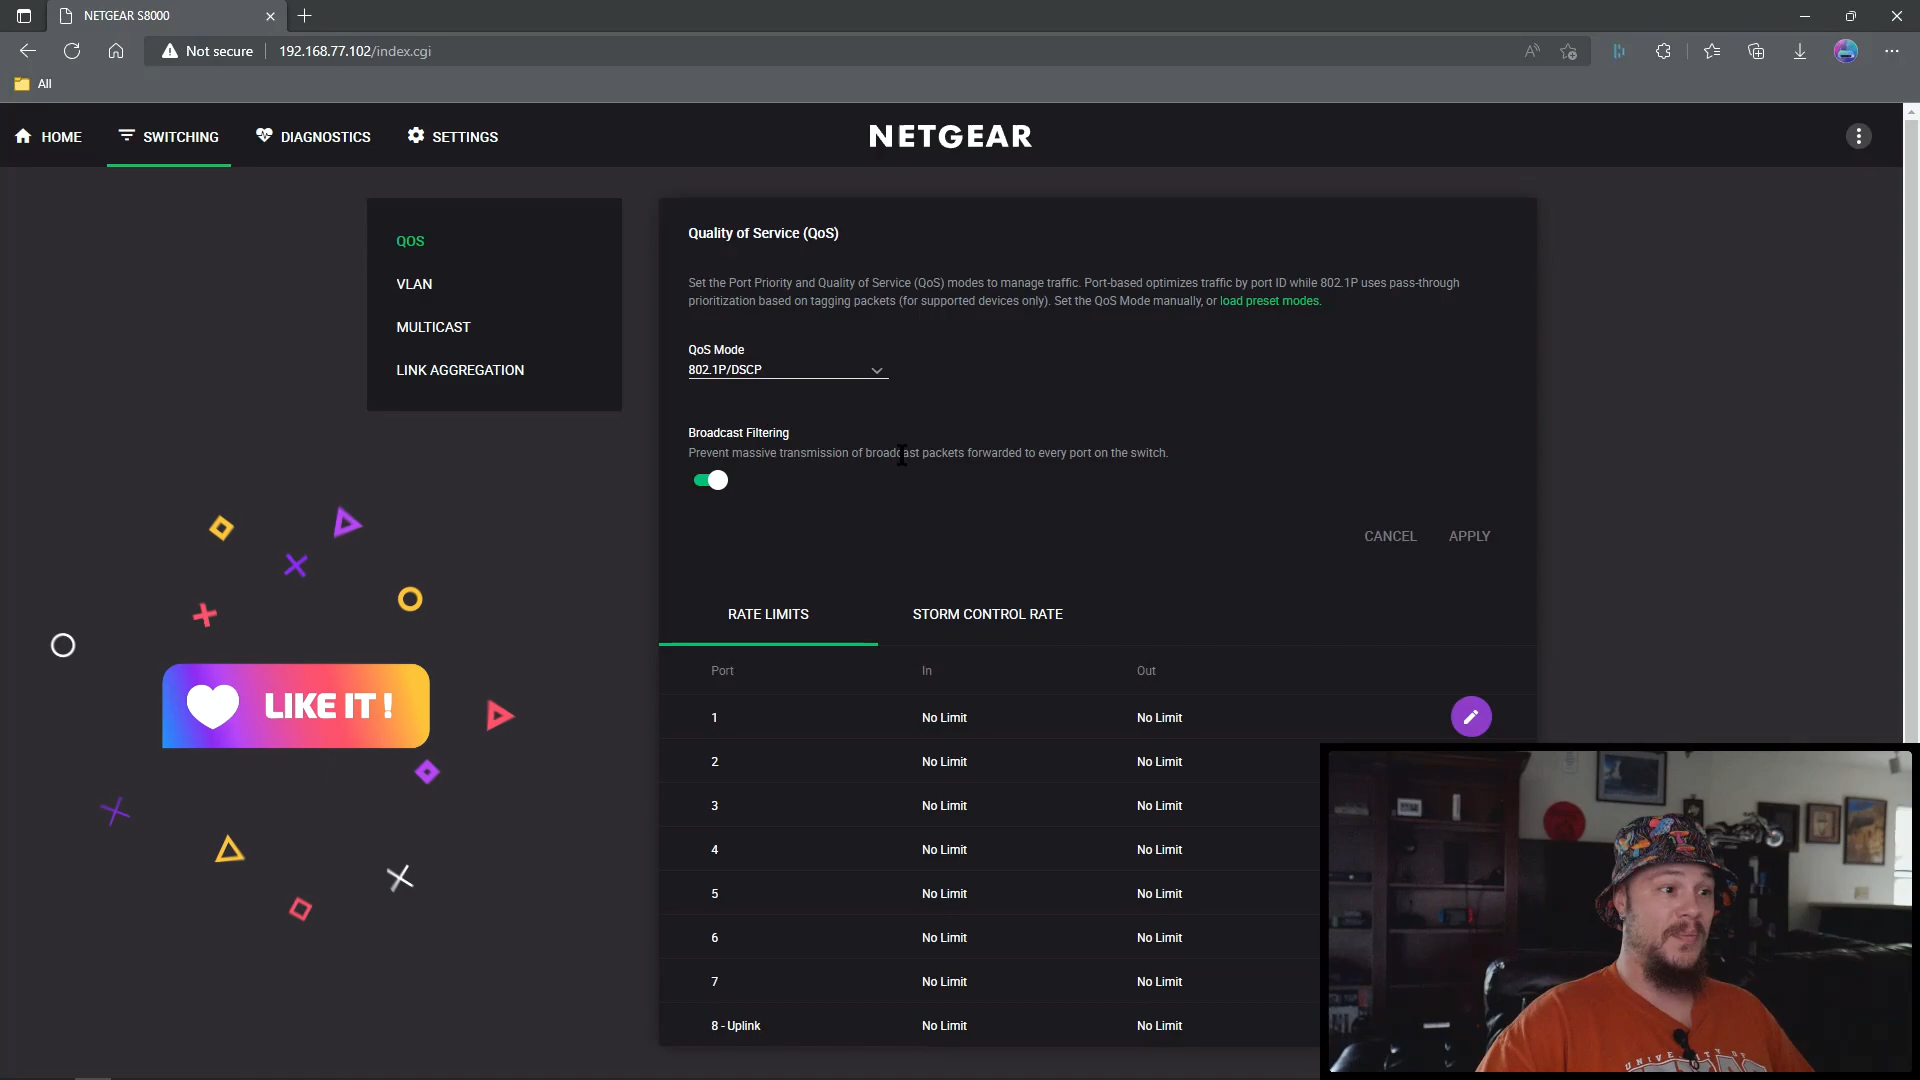 NETGEAR S8000
Not secure
192.168.77.102/index.cgi
All
HOME
SWITCHING
DIAGNOSTICS
SETTINGS
NETGEAR
QOS
VLAN
MULTICAST
LINK AGGREGATION
Quality of Service (QoS)
Set the Port Priority and Quality of Service (QoS) modes to manage traffic. Port-based optimizes traffic by port ID while 802.1P uses pass-through
prioritization based on tagging packets (for supported devices only). Set the QoS Mode manually, or load preset modes.
QoS Mode
802.1P/DSCP
Broadcast Filtering
Prevent massive transmission of broadcast packets forwarded to every port on the switch.
CANCEL APPLY
RATE LIMITS STORM CONTROL RATE
Port In Out
1 No Limit No Limit
2 No Limit No Limit
3 No Limit No Limit
4 No Limit No Limit
5 No Limit No Limit
6 No Limit No Limit
7 No Limit No Limit
8 - Uplink No Limit No Limit
LIKE IT !